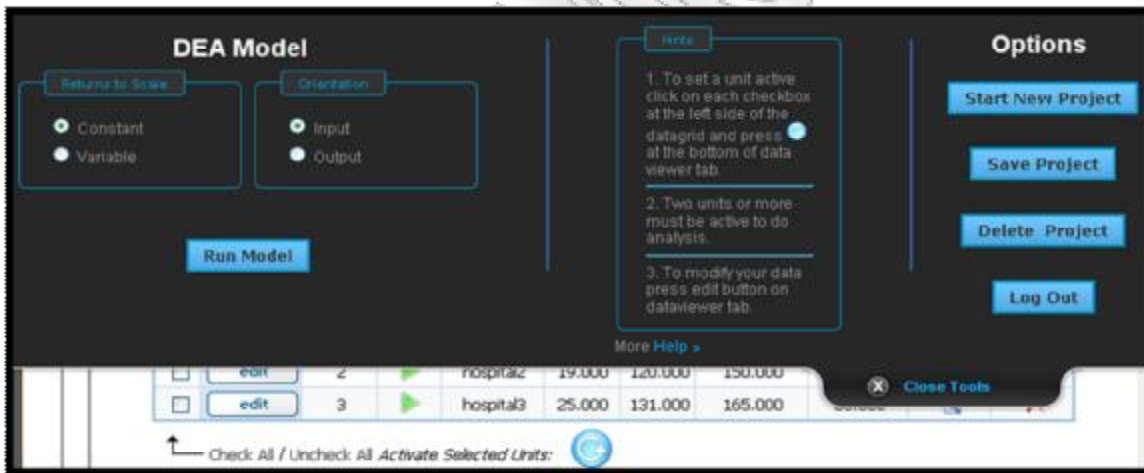 DEA Model
Returns to Scale
Constant
Variable
Orientation
Input
Output
Run Model
Hints
1. To set a unit active
click on each checkbox
at the left side of the
datagrid and press
at the bottom of data
viewer tab.
2. Two units or more
must be active to do
analysis.
3. To modify your data
press edit button on
dataviewer tab.
More Help »
Options
Start New Project
Save Project
Delete Project
Log Out
Close Tools
edit 2 hospital2 19.000 120.000 150.000
edit 3 hospital3 25.000 131.000 165.000
Check All / Uncheck All Activate Selected Units: